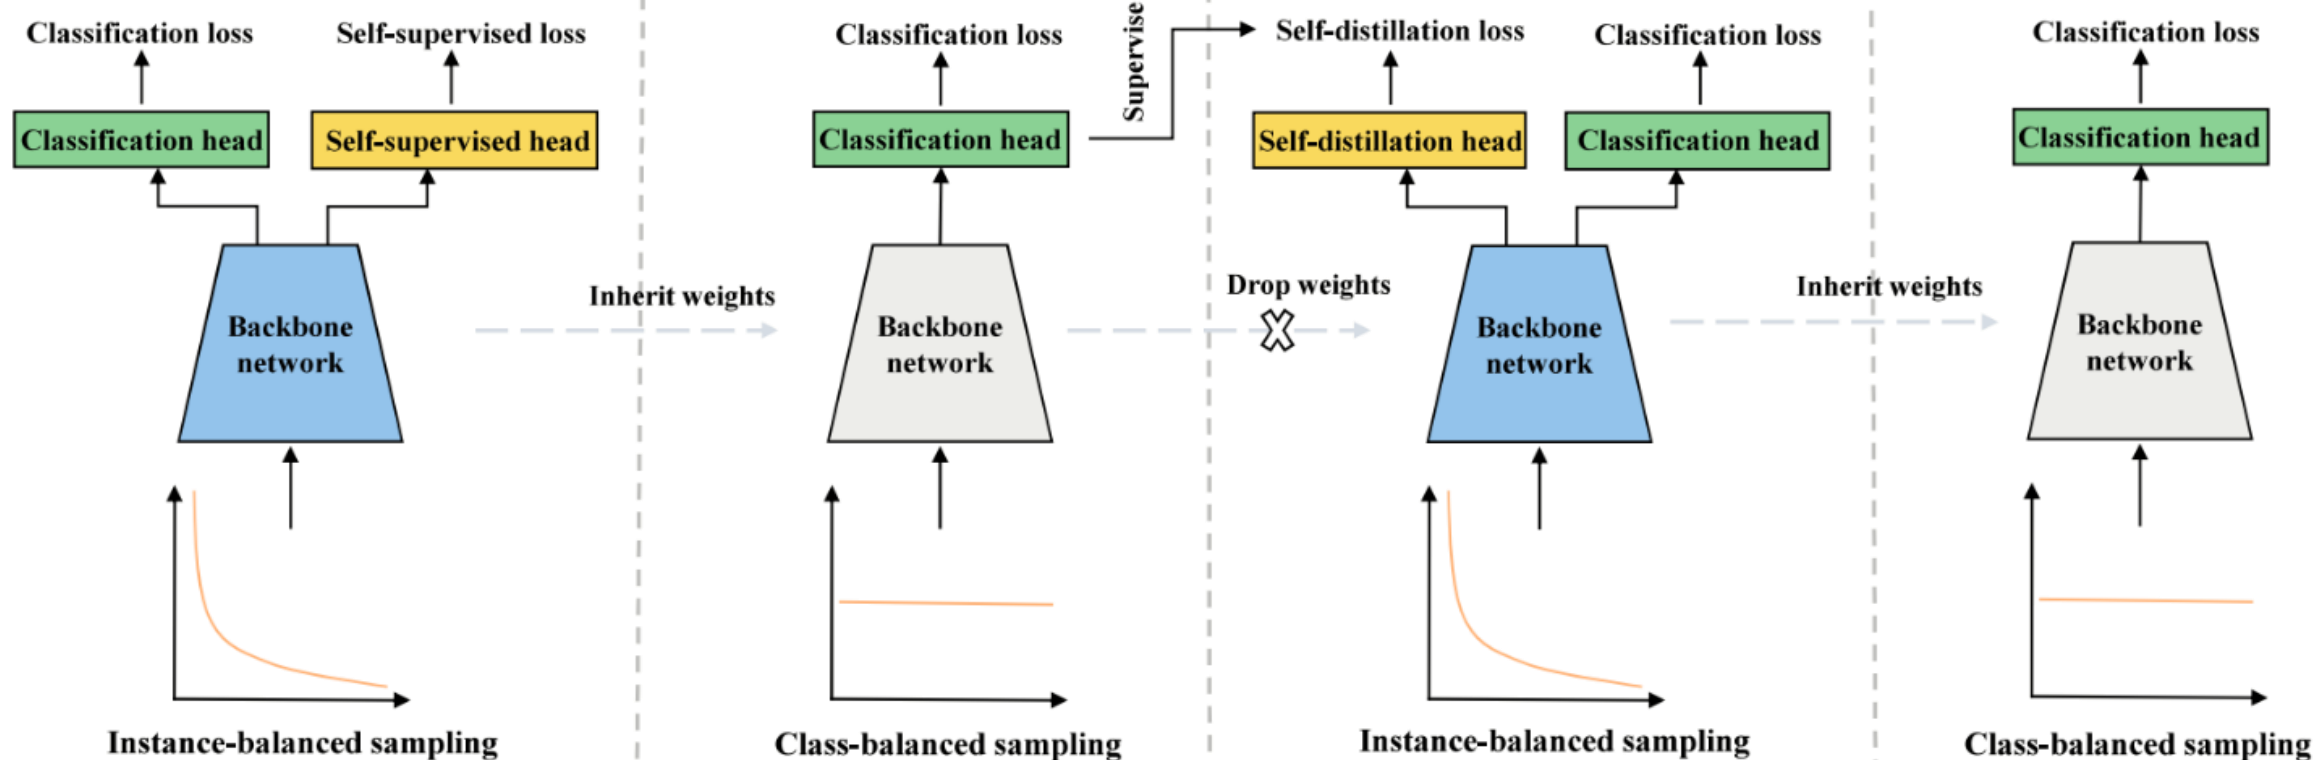 Classification loss
Self-supervised loss
Classification head
Self-supervised head
Backbone
network
Instance-balanced sampling
Inherit weights
Classification loss
Classification head
Backbone
network
Class-balanced sampling
Supervise
Drop weights
Self-distillation loss
Classification loss
Self-distillation head
Classification head
Backbone
network
Instance-balanced sampling
Inherit weights
Classification loss
Classification head
Backbone
network
Class-balanced sampling